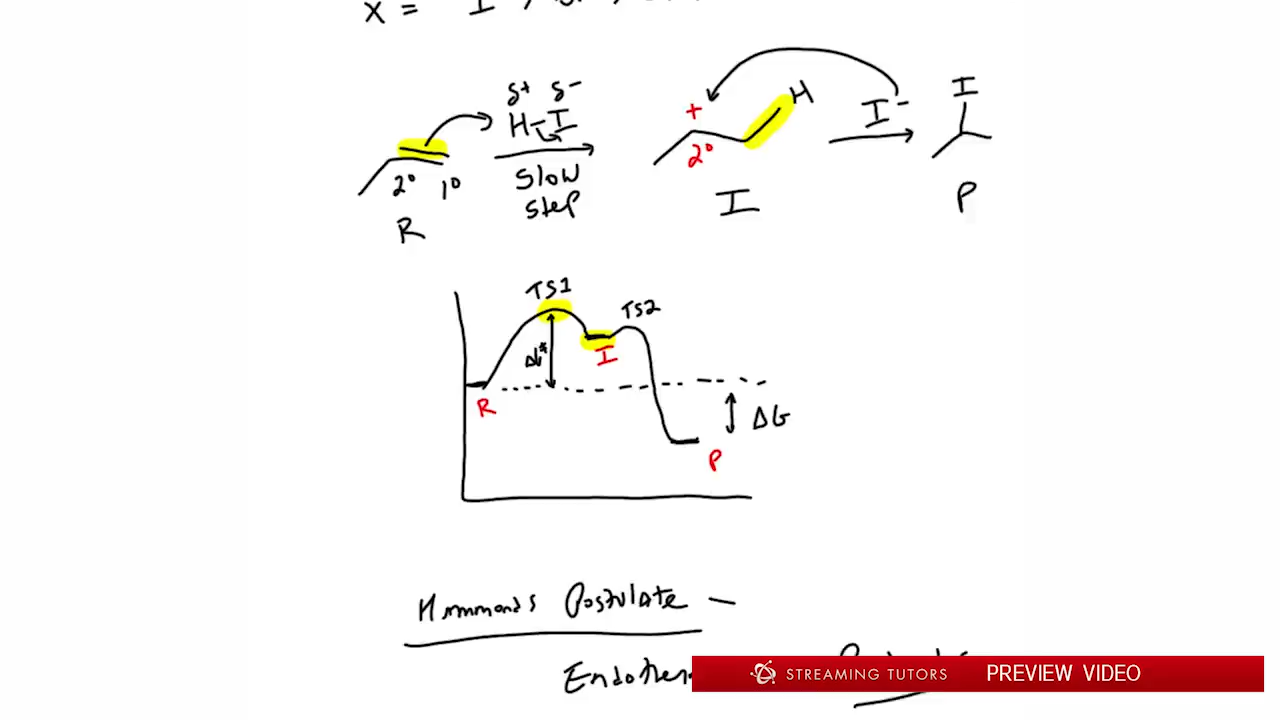 X = I
δ+ δ-
H-I
slow
step
2° 1°
R
+
2°
H
I
I-
I
P
TS1
TS2
ΔG*
I
R
ΔG
P
Hammonds Postulate -
STREAMING TUTORS PREVIEW VIDEO